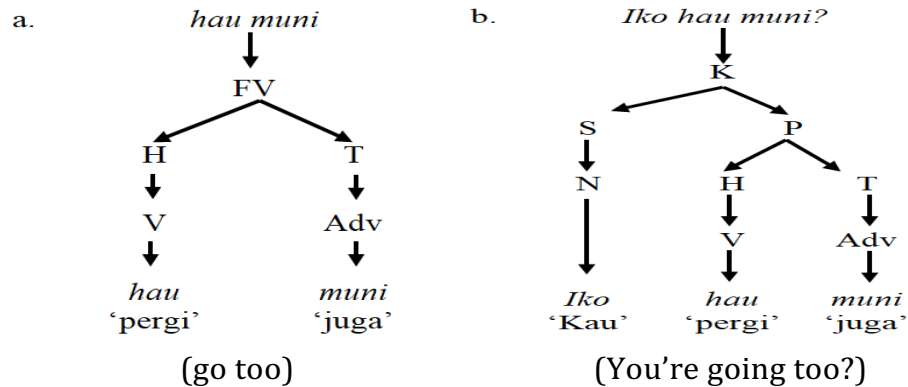 a. hau muni
FV
H T
V Adv
hau muni
‘pergi’ ‘juga’
(go too)
b. Iko hau muni?
K
S P
N H T
V Adv
Iko hau muni
‘Kau’ ‘pergi’ ‘juga’
(You’re going too?)